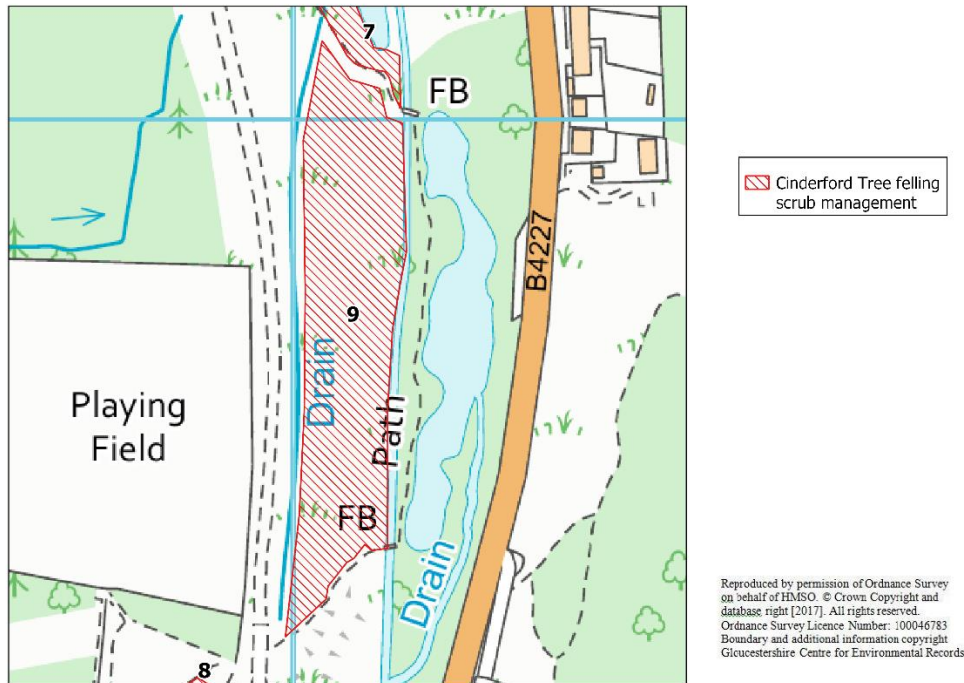 7
FB
B4227
9
Drain
Playing
Field
Path
FB
Drain
8
Cinderford Tree felling
scrub management
Reproduced by permission of Ordnance Survey
on behalf of HMSO. © Crown Copyright and
database right [2017]. All rights reserved.
Ordnance Survey Licence Number: 100046783
Boundary and additional information copyright
Gloucestershire Centre for Environmental Records